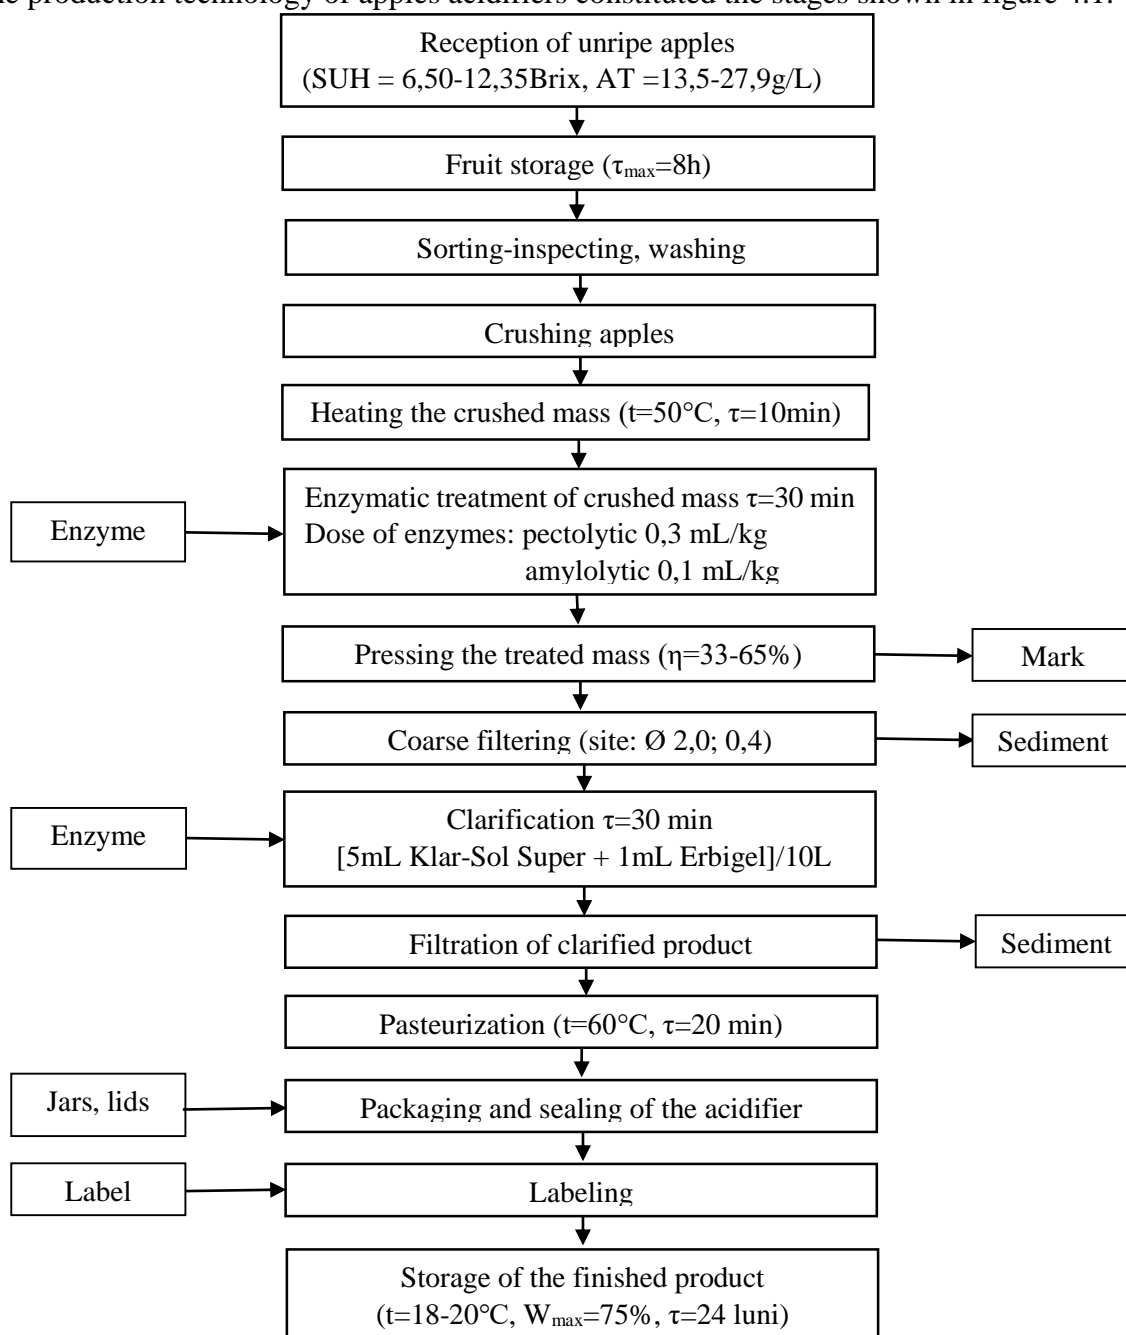 e production technology of apples acidifiers constituted the stages shown in figure 4.1.
Reception of unripe apples
(SUH = 6,50-12,35Brix, AT =13,5-27,9g/L)
Fruit storage (τmax=8h)
Sorting-inspecting, washing
Crushing apples
Heating the crushed mass (t=50°C, τ=10min)
Enzymatic treatment of crushed mass τ=30 min
Enzyme
Dose of enzymes: pectolytic 0,3 mL/kg
amylolytic 0,1 mL/kg
Pressing the treated mass (η=33-65%)
Mark
Coarse filtering (site: Ø 2,0; 0,4)
Sediment
Enzyme
Clarification τ=30 min
[5mL Klar-Sol Super + 1mL Erbigel]/10L
Filtration of clarified product
Sediment
Pasteurization (t=60°C, τ=20 min)
Jars, lids
Packaging and sealing of the acidifier
Label
Labeling
Storage of the finished product
(t=18-20°C, Wmax=75%, τ=24 luni)